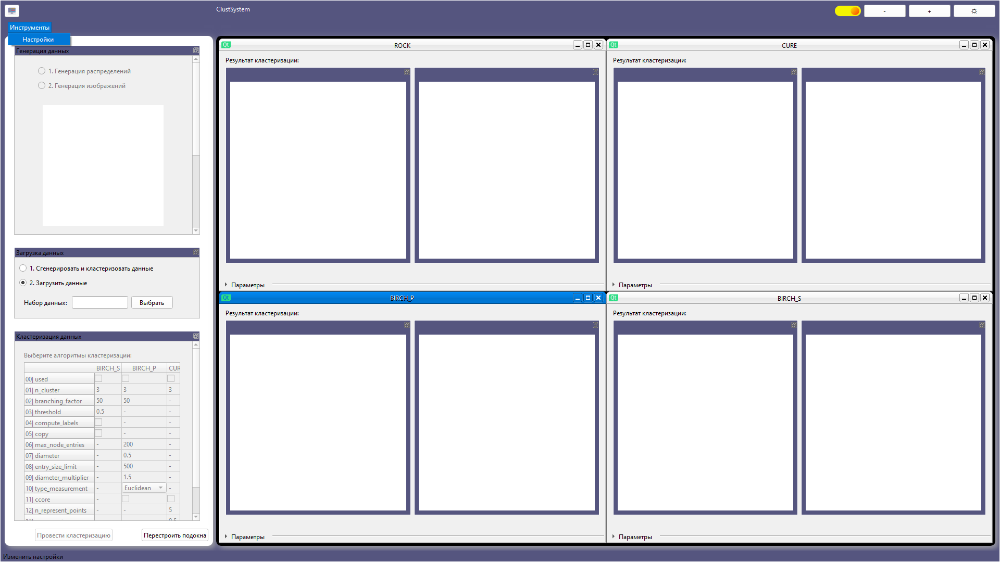 ClustSystem
-
+
Инструменты
Настройки
Генерация данных
1. Генерация распределений
2. Генерация изображений
Загрузка данных
1. Сгенерировать и кластеризовать данные
2. Загрузить данные
Набор данных:
Выбрать
Кластеризация данных
Выберите алгоритмы кластеризации:
BIRCH_S BIRCH_P CUR
00| used
01| n_cluster 3 3 3
02| branching_factor 50 50 -
03| threshold 0.5 - -
04| compute_labels - -
05| copy - -
06| max_node_entries - 200 -
07| diameter - 0.5 -
08| entry_size_limit - 500 -
09| diameter_multiplier - 1.5 -
10| type_measurement - Euclidean -
11| ccore -
12| n_represent_points - - 5
Провести кластеризацию
Перестроить подокна
Изменить настройки
Qt ROCK
Результат кластеризации:
Параметры
Qt CURE
Результат кластеризации:
Параметры
Qt BIRCH_P
Результат кластеризации:
Параметры
Qt BIRCH_S
Результат кластеризации:
Параметры